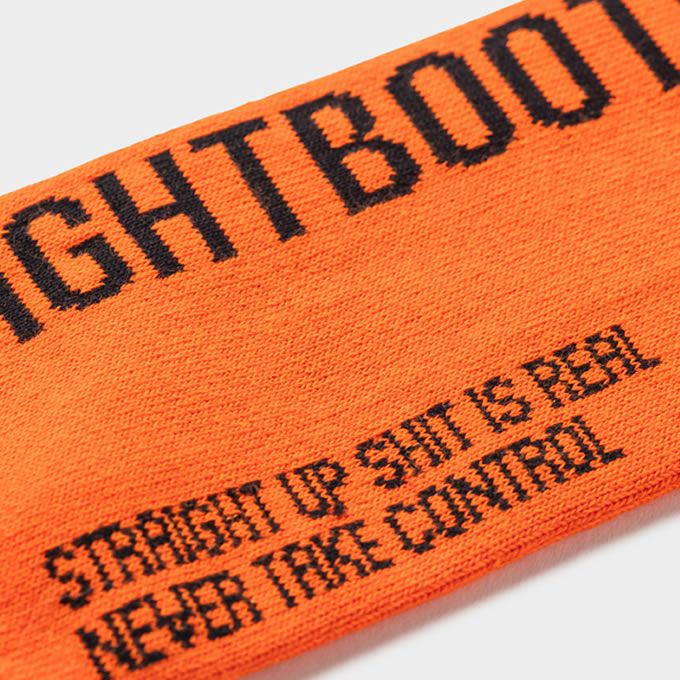 IGHTBOOT
STRAIGHT UP SHIT IS REAL
NEVER TAKE CONTROL